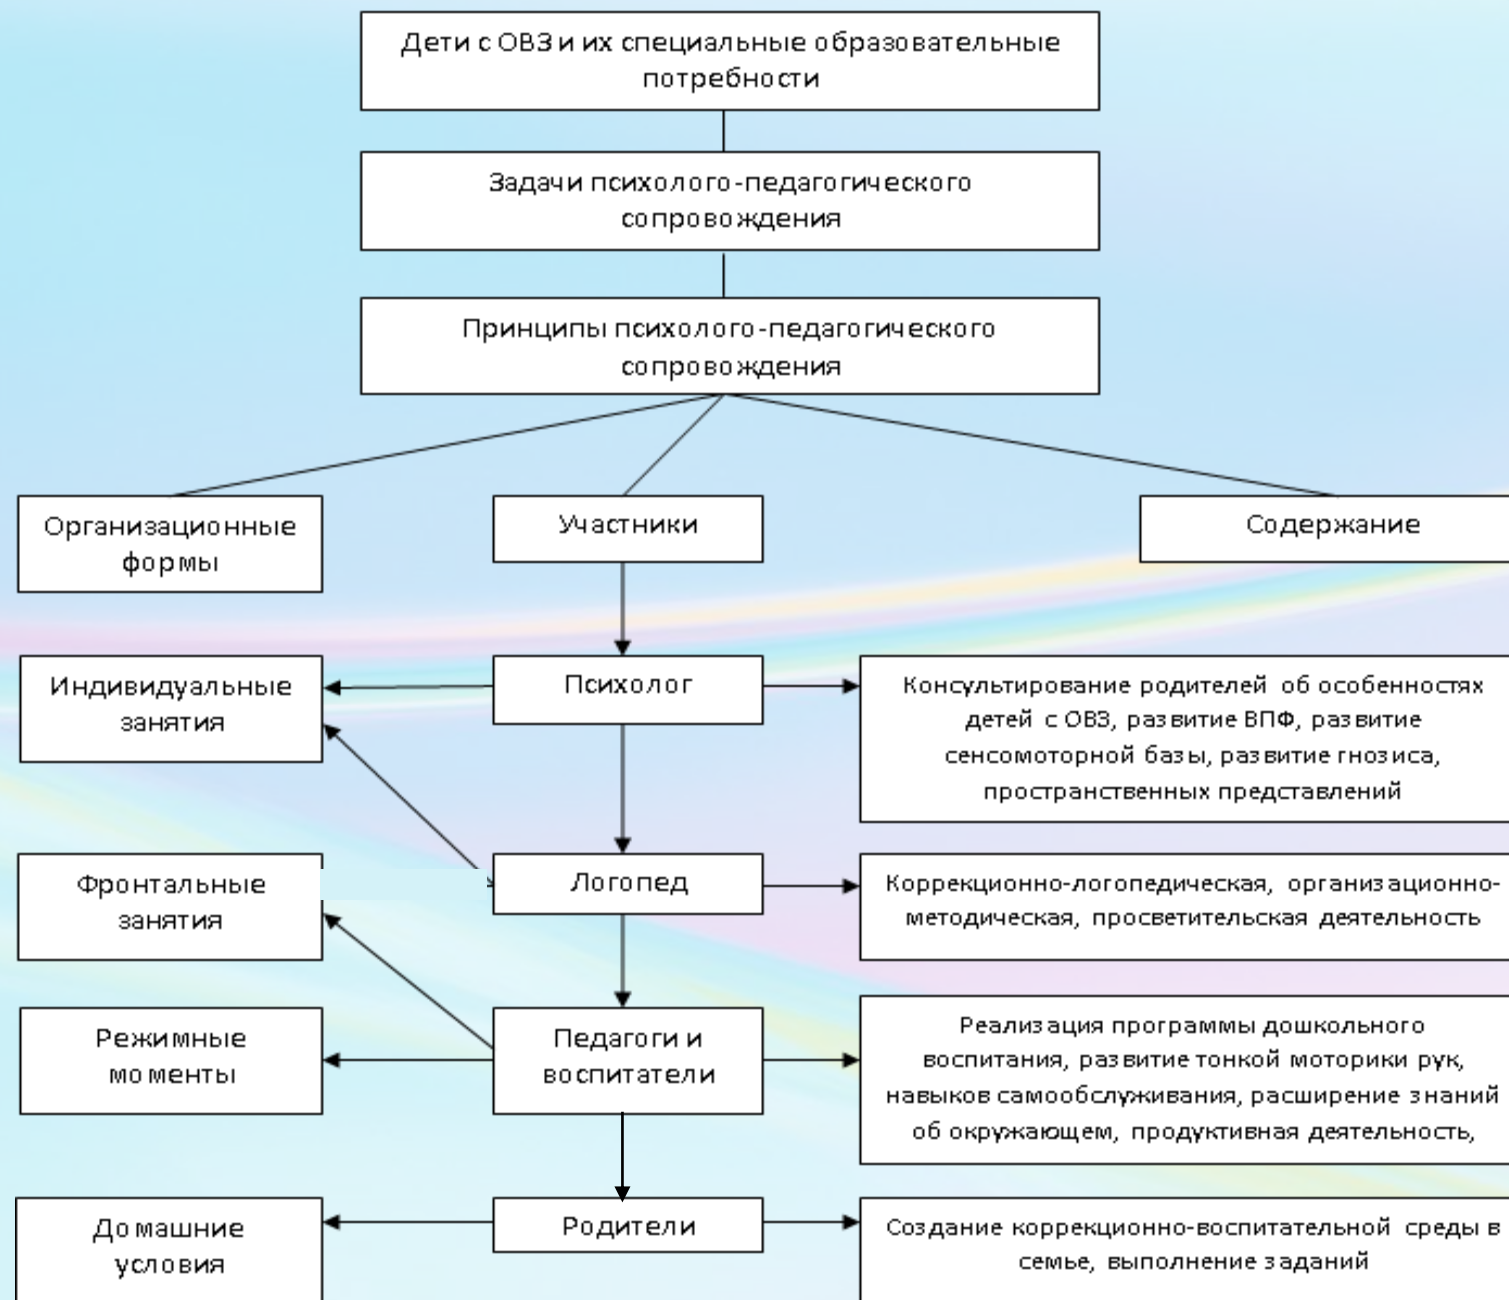 Дети с ОВЗ и их специальные образовательные
потребности
Задачи психолого-педагогического
сопровождения
Принципы психолого-педагогического
сопровождения
Организационные
формы
Участники
Содержание
Индивидуальные
занятия
Психолог
Консультирование родителей об особенностях
детей с ОВЗ, развитие ВПФ, развитие
сенсомоторной базы, развитие гнозиса,
пространственных представлений
Фронтальные
занятия
Логопед
Коррекционно-логопедическая, организационно-
методическая, просветительская деятельность
Режимные
моменты
Педагоги и
воспитатели
Реализация программы дошкольного
воспитания, развитие тонкой моторики рук,
навыков самообслуживания, расширение знаний
об окружающем, продуктивная деятельность,
Домашние
условия
Родители
Создание коррекционно-воспитательной среды в
семье, выполнение заданий